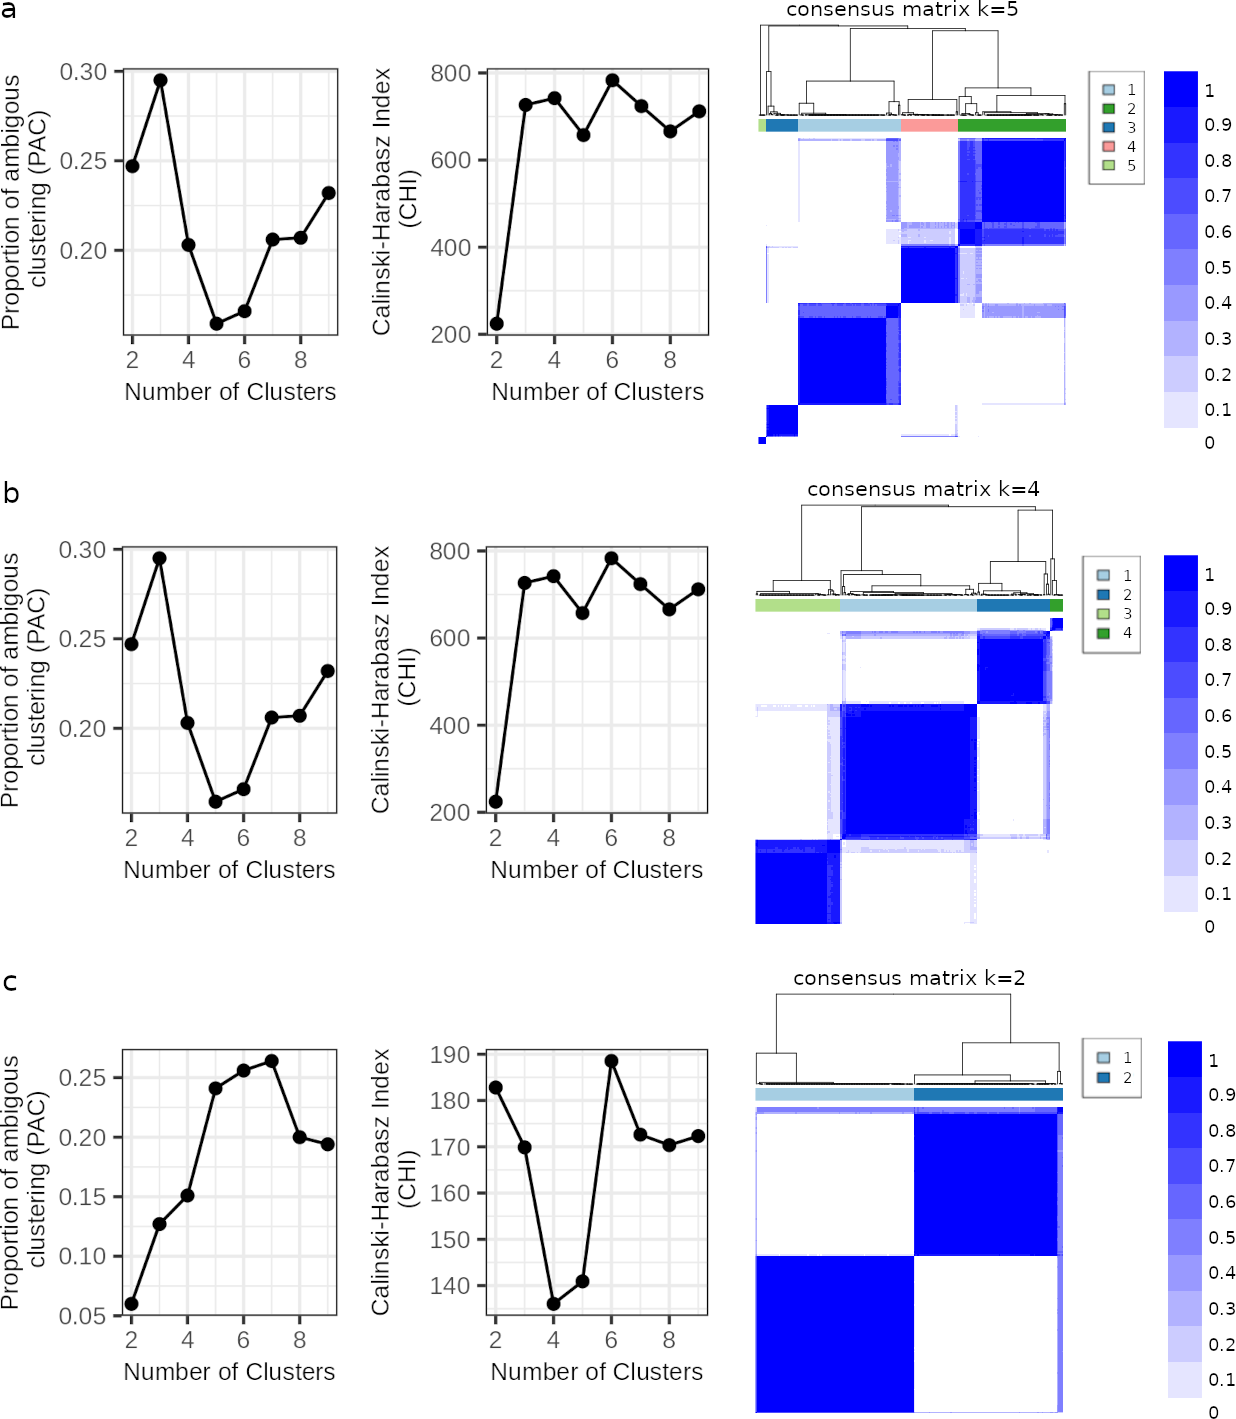 a
consensus matrix k=5
Proportion of ambigous
clustering (PAC)
0.30
0.25
0.20
2 4 6 8
Number of Clusters
Calinski-Harabasz Index
(CHI)
800
600
400
200
2 4 6 8
Number of Clusters
1
2
3
4
5
1
0.9
0.8
0.7
0.6
0.5
0.4
0.3
0.2
0.1
0
b
consensus matrix k=4
Proportion of ambigous
clustering (PAC)
0.30
0.25
0.20
2 4 6 8
Number of Clusters
Calinski-Harabasz Index
(CHI)
800
600
400
200
2 4 6 8
Number of Clusters
1
2
3
4
1
0.9
0.8
0.7
0.6
0.5
0.4
0.3
0.2
0.1
0
c
consensus matrix k=2
Proportion of ambigous
clustering (PAC)
0.25
0.20
0.15
0.10
0.05
2 4 6 8
Number of Clusters
Calinski-Harabasz Index
(CHI)
190
180
170
160
150
140
2 4 6 8
Number of Clusters
1
2
1
0.9
0.8
0.7
0.6
0.5
0.4
0.3
0.2
0.1
0